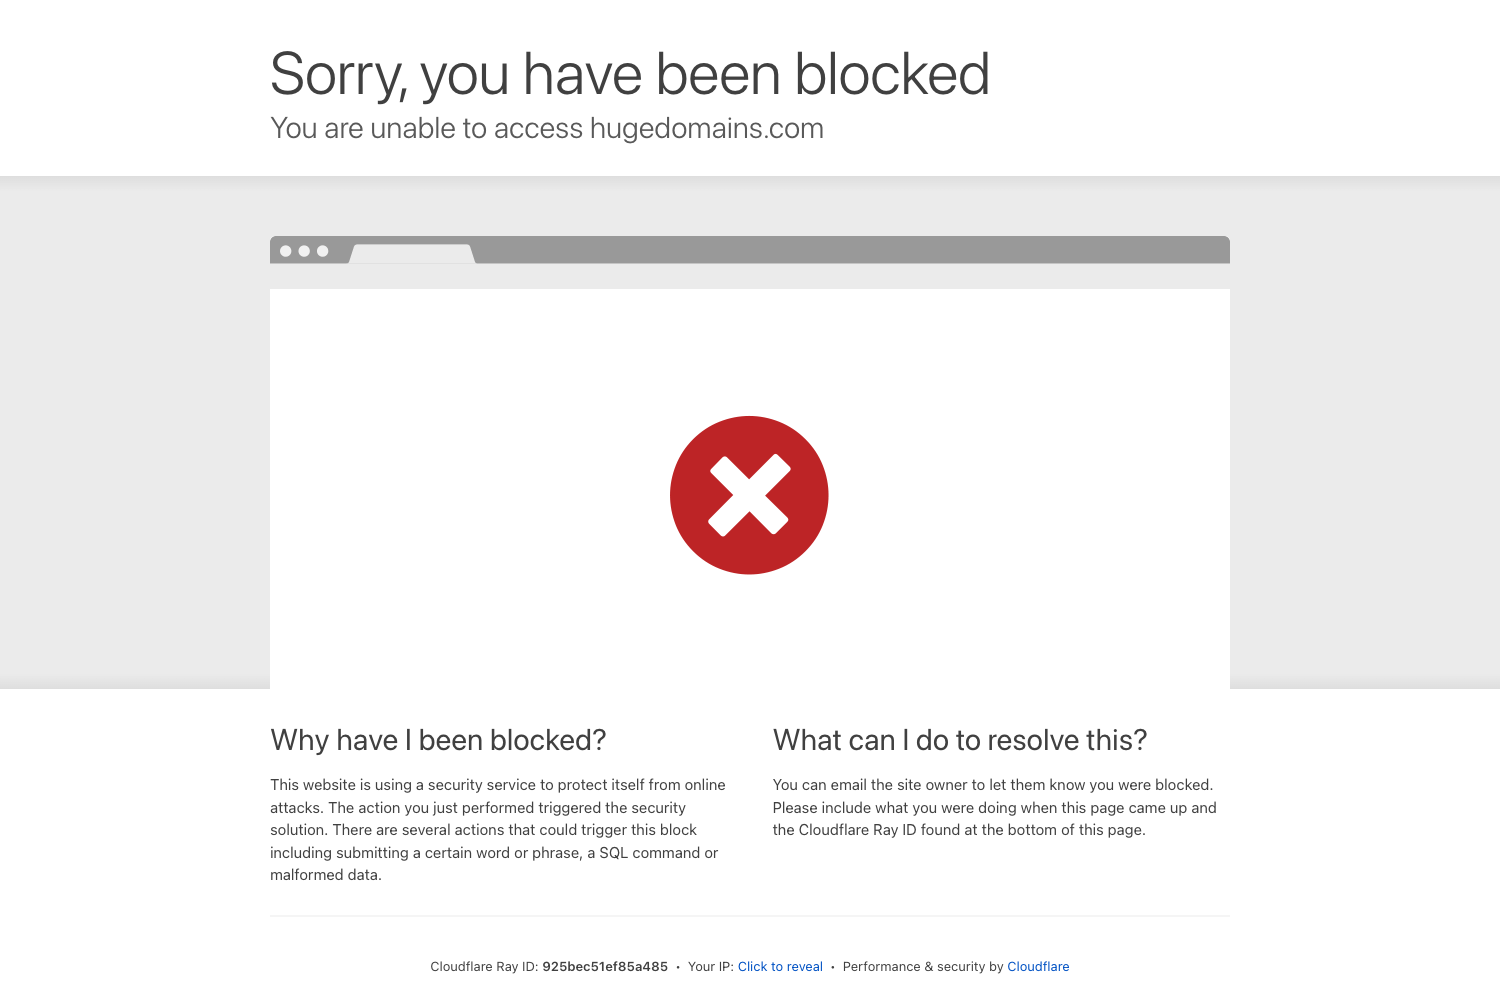 Sorry, you have been blocked
You are unable to access hugedomains.com
Why have I been blocked?
This website is using a security service to protect itself from online
attacks. The action you just performed triggered the security
solution. There are several actions that could trigger this block
including submitting a certain word or phrase, a SQL command or
malformed data.
What can I do to resolve this?
You can email the site owner to let them know you were blocked.
Please include what you were doing when this page came up and
the Cloudflare Ray ID found at the bottom of this page.
Cloudflare Ray ID: 925bec51ef85a485 • Your IP: Click to reveal • Performance & security by Cloudflare